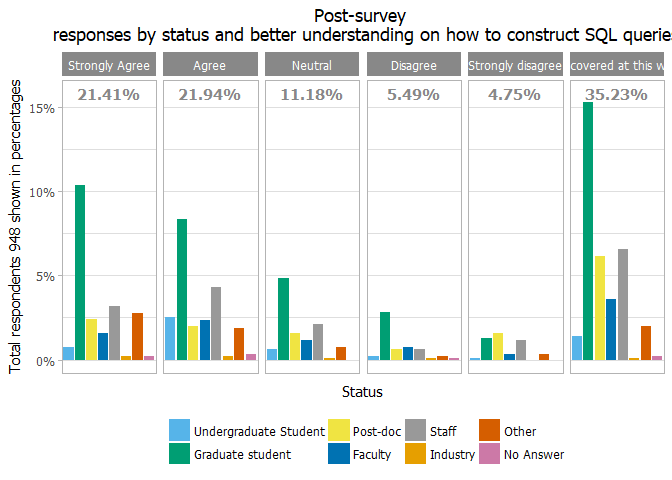 Post-survey
responses by status and better understanding on how to construct SQL querie
Strongly Agree
Agree
Neutral
Disagree
Strongly disagree
covered at this w
21.41%
21.94%
11.18%
5.49%
4.75%
35.23%
Total respondents 948 shown in percentages
15%
10%
5%
0%
Status
Undergraduate Student
Post-doc
Staff
Other
Graduate student
Faculty
Industry
No Answer